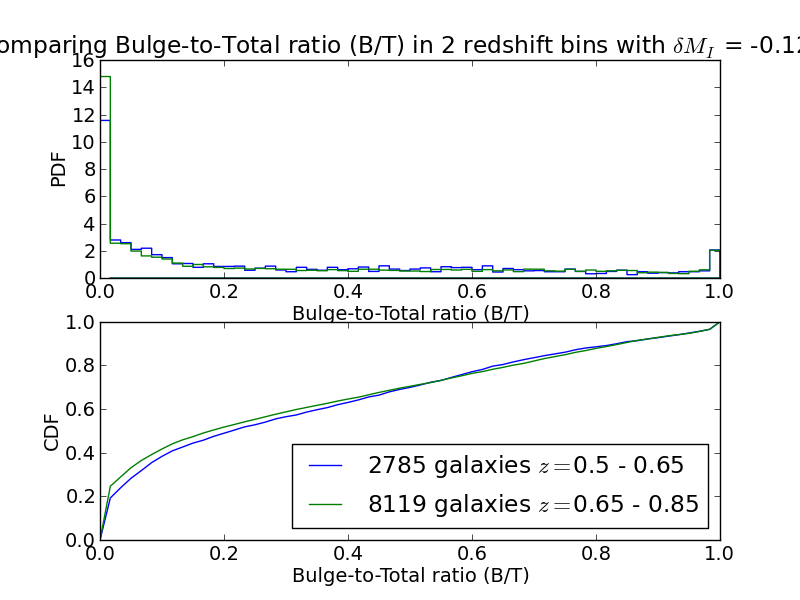 omparing Bulge-to-Total ratio (B/T) in 2 redshift bins with δM_I = -0.12
16
14
12
10
8
6
4
2
0
PDF
0.0 0.2 0.4 0.6 0.8 1.0
Bulge-to-Total ratio (B/T)
1.0
0.8
0.6
0.4
0.2
0.0
CDF
2785 galaxies z=0.5 - 0.65
8119 galaxies z=0.65 - 0.85
0.0 0.2 0.4 0.6 0.8 1.0
Bulge-to-Total ratio (B/T)